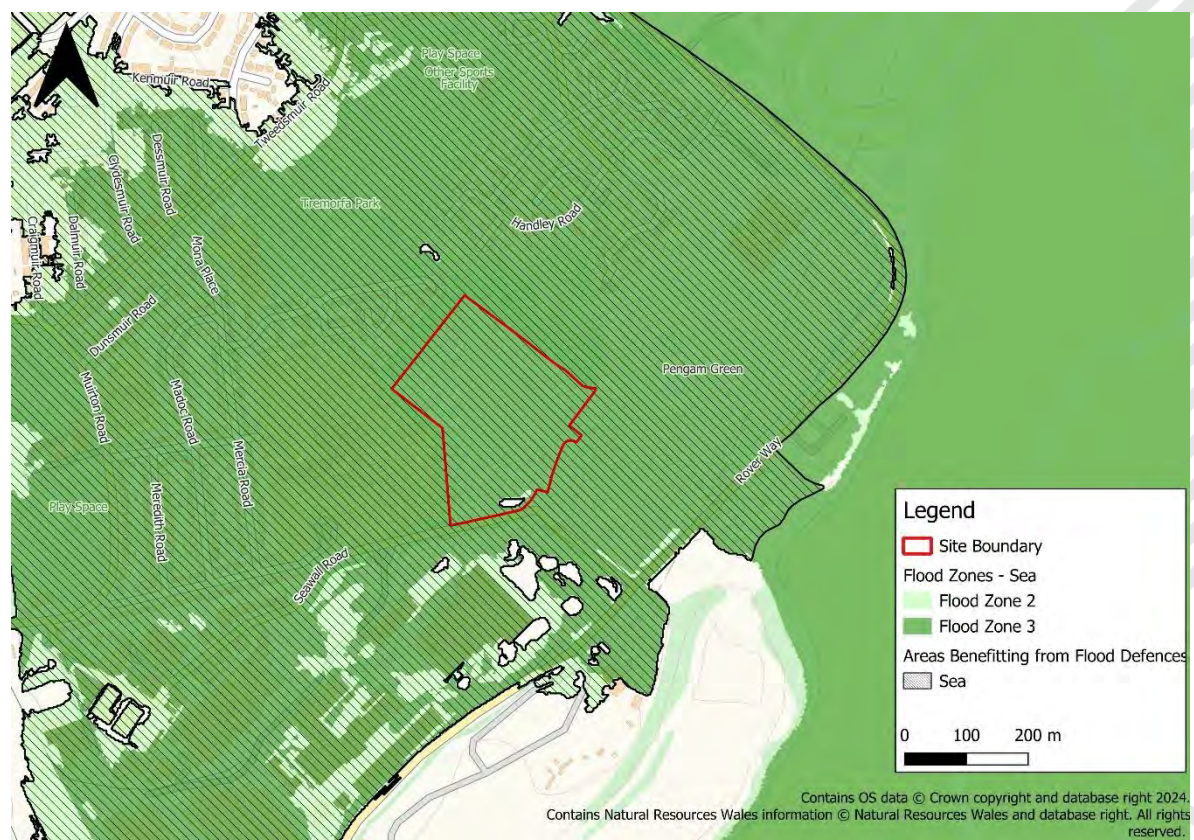 Play Space
Other Sports
Facility
Kenmuir Road
Tweedsmuir Road
Dessmuir Road
Clydesmuir Road
Tremorfa Park
Handley Road
Craigmuir Road
Dalmuir Road
Mona Place
Dunsmuir Road
Pengam Green
Muirton Road
Madoc Road
Mercia Road
Rover Way
Play Space
Meredith Road
Seawall Road
Legend
Site Boundary
Flood Zones - Sea
Flood Zone 2
Flood Zone 3
Areas Benefitting from Flood Defences
Sea
0 100 200 m
Contains OS data © Crown copyright and database right 2024.
Contains Natural Resources Wales information © Natural Resources Wales and database right. All rights
reserved.